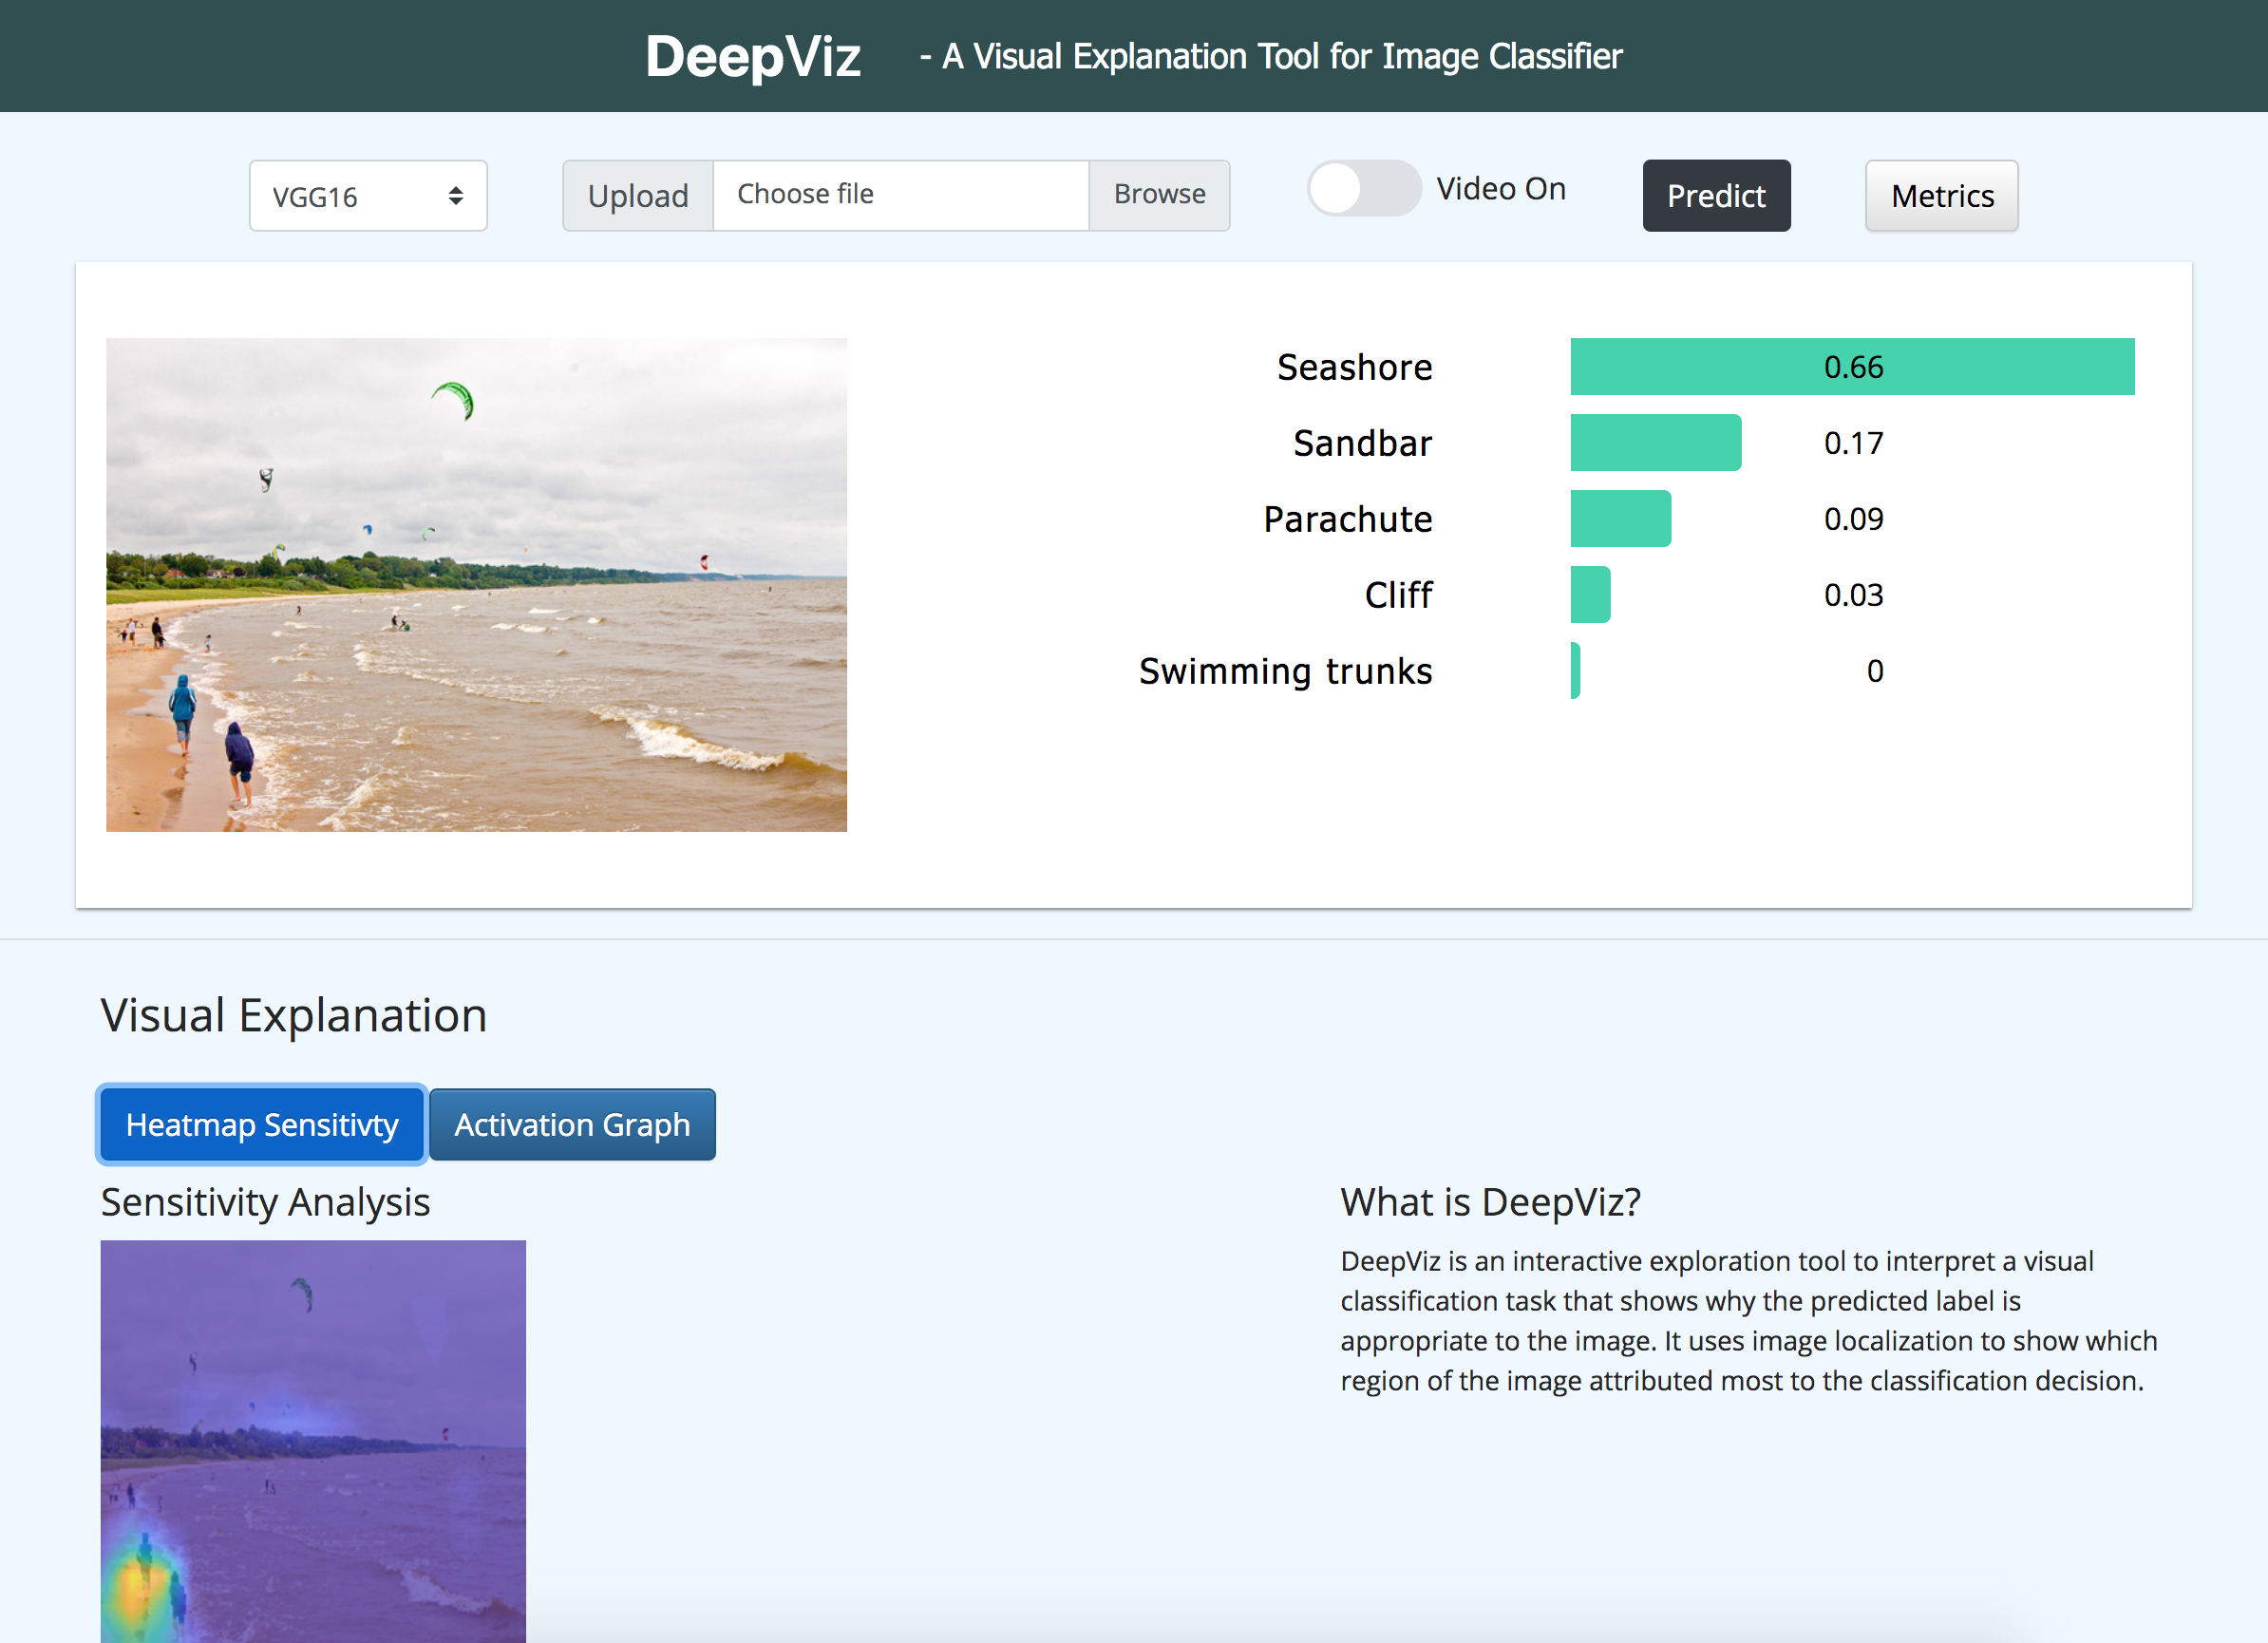 DeepViz - A Visual Explanation Tool for Image Classifier
VGG16 Upload Choose file Browse Video On Predict Metrics
Seashore 0.66
Sandbar 0.17
Parachute 0.09
Cliff 0.03
Swimming trunks 0
Visual Explanation
Heatmap Sensitivty Activation Graph
Sensitivity Analysis
What is DeepViz?
DeepViz is an interactive exploration tool to interpret a visual
classification task that shows why the predicted label is
appropriate to the image. It uses image localization to show which
region of the image attributed most to the classification decision.